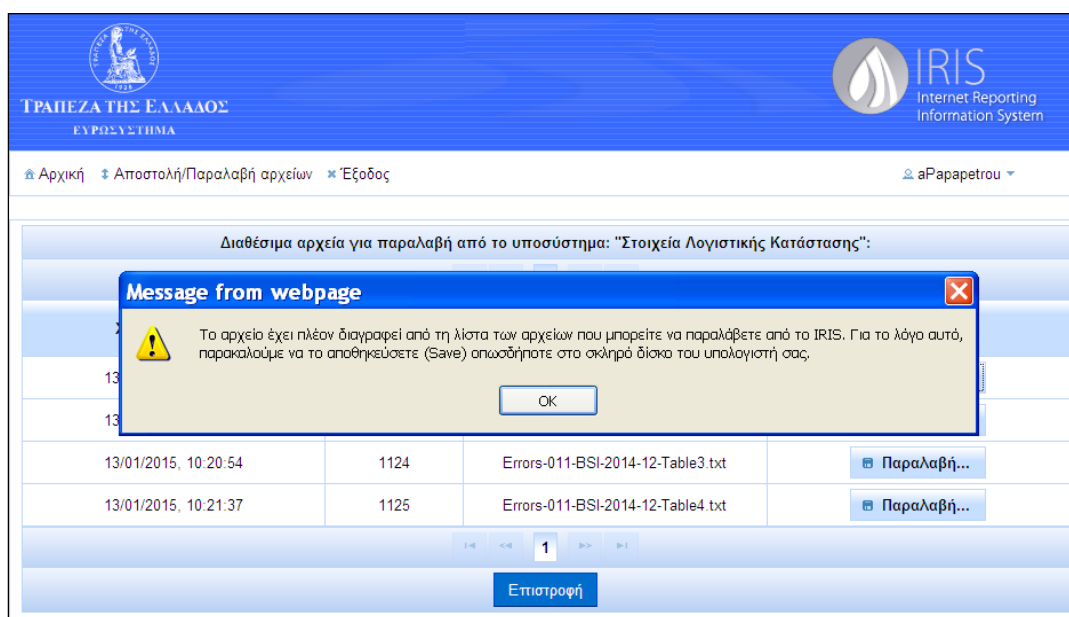 ΤΡΑΠΕΖΑ ΤΗΣ ΕΛΛΑΔΟΣ
ΕΥΡΩΣΥΣΤΗΜΑ
IRIS
Internet Reporting
Information System
Αρχική Αποστολή/Παραλαβή αρχείων Έξοδος aPapapetrou
Διαθέσιμα αρχεία για παραλαβή από το υποσύστημα: "Στοιχεία Λογιστικής Κατάστασης":
Message from webpage
Το αρχείο έχει πλέον διαγραφεί από τη λίστα των αρχείων που μπορείτε να παραλάβετε από το IRIS. Για το λόγο αυτό,
παρακαλούμε να το αποθηκεύσετε (Save) οπωσδήποτε στο σκληρό δίσκο του υπολογιστή σας.
OK
13
13
13/01/2015, 10:20:54 1124 Errors-011-BSI-2014-12-Table3.txt Παραλαβή...
13/01/2015, 10:21:37 1125 Errors-011-BSI-2014-12-Table4.txt Παραλαβή...
1
Επιστροφή